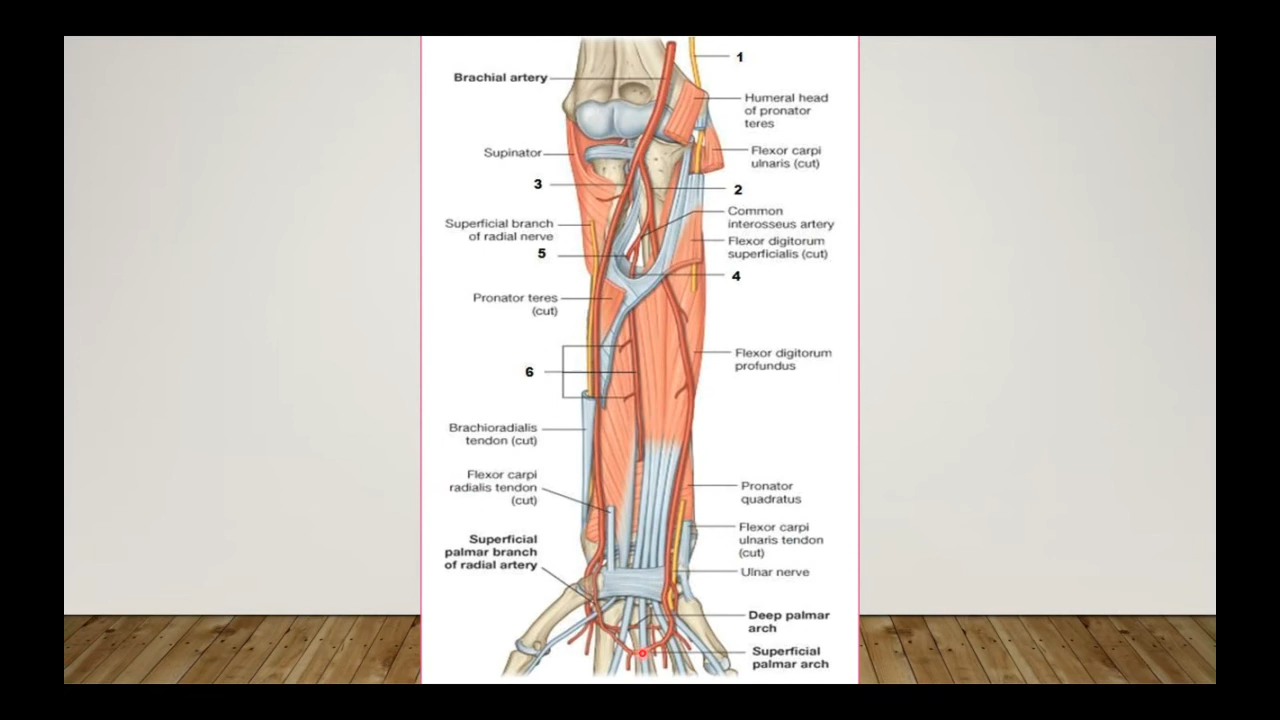 1
Brachial artery
Humeral head
of pronator
teres
Supinator
Flexor carpi
ulnaris (cut)
3
2
Superficial branch
of radial nerve
Common
interosseus artery
5
Flexor digitorum
superficialis (cut)
4
Pronator teres
(cut)
Flexor digitorum
profundus
6
Brachioradialis
tendon (cut)
Flexor carpi
radialis tendon
(cut)
Pronator
quadratus
Superficial
palmar branch
of radial artery
Flexor carpi
ulnaris tendon
(cut)
Ulnar nerve
Deep palmar
arch
Superficial
palmar arch